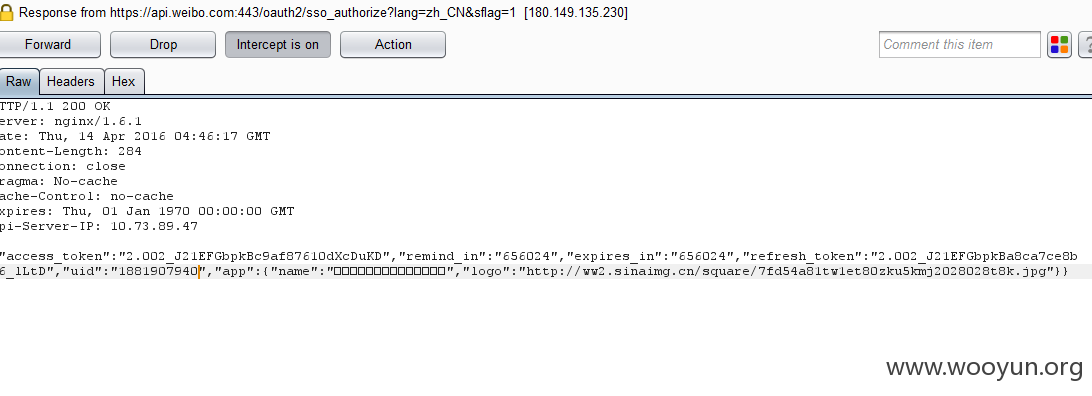 Response from https://api.weibo.com:443/oauth2/sso_authorize?lang=zh_CN&sflag=1 [180.149.135.230]
Forward Drop Intercept is on Action Comment this item ?
Raw Headers Hex
TTP/1.1 200 OK
erver: nginx/1.6.1
ate: Thu, 14 Apr 2016 04:46:17 GMT
ontent-Length: 284
onnection: close
ragma: No-cache
ache-Control: no-cache
xpires: Thu, 01 Jan 1970 00:00:00 GMT
pi-Server-IP: 10.73.89.47
"access_token":"2.002_J21EFGbpkBc9af87610dXcDuKD","remind_in":"656024","expires_in":"656024","refresh_token":"2.002_J21EFGbpkBa8ca7ce8b
6_1LtD","uid":"1881907940","app":{"name":"□□□□□□□□□□□□□□","logo":"http://ww2.sinaimg.cn/square/7fd54a81tw1et80zku5kmj2028028t8k.jpg"}}
www.wooyun.org